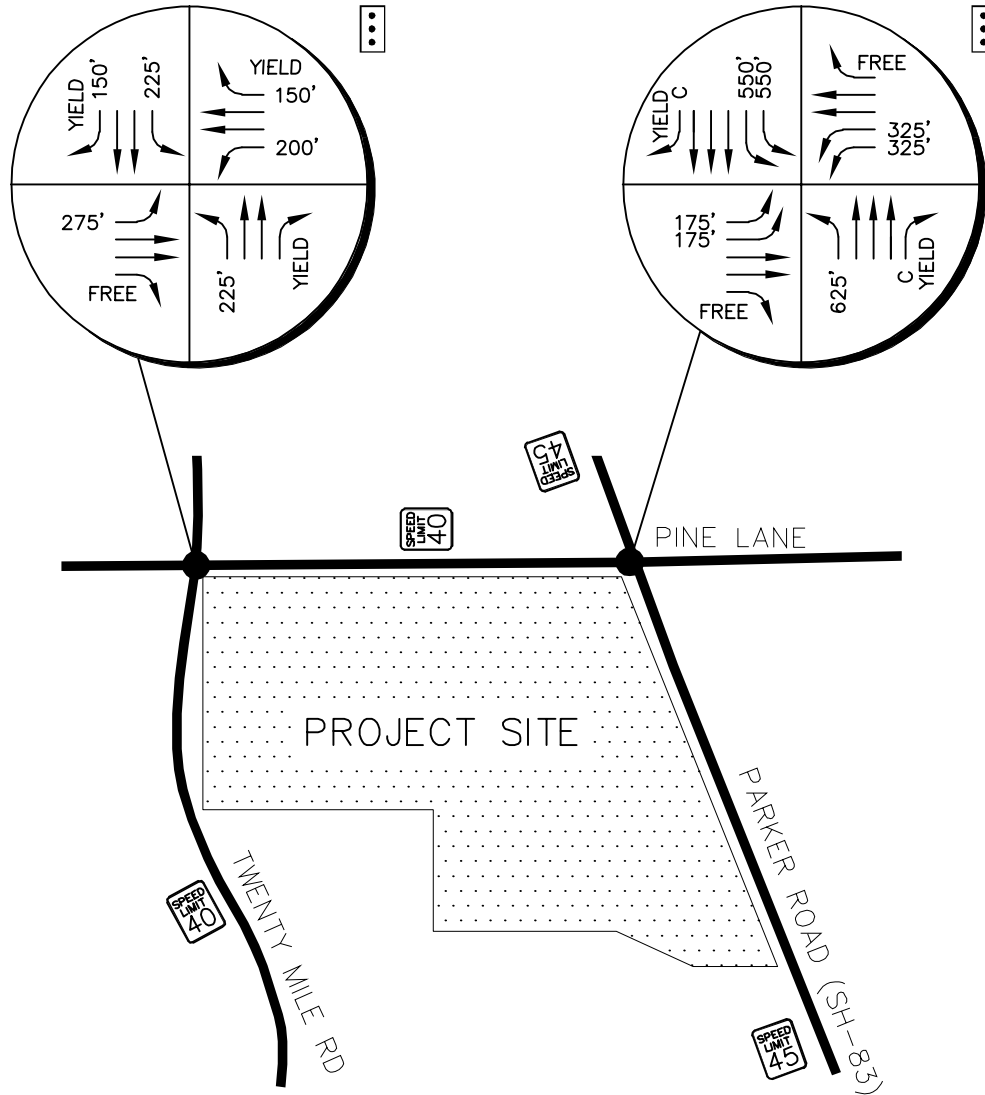 YIELD
150'
225'
YIELD
150'
200'
275'
FREE
225'
YIELD
YIELD
C
550'
550'
FREE
325'
325'
175'
175'
FREE
625'
C
YIELD
SPEED
LIMIT
45
SPEED
LIMIT
40
PINE LANE
PROJECT SITE
PARKER ROAD (SH-83)
TWENTY MILE RD
SPEED
LIMIT
40
SPEED
LIMIT
45